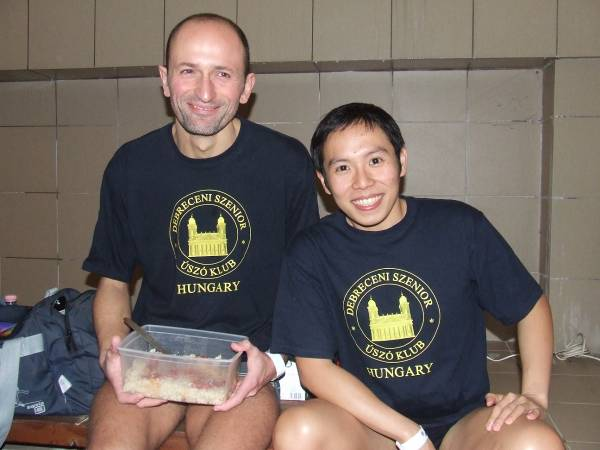 DEBRECENI SZENIOR
ÚSZÓ KLUB
HUNGARY
DEBRECENI SZENIOR
ÚSZÓ KLUB
HUNGARY